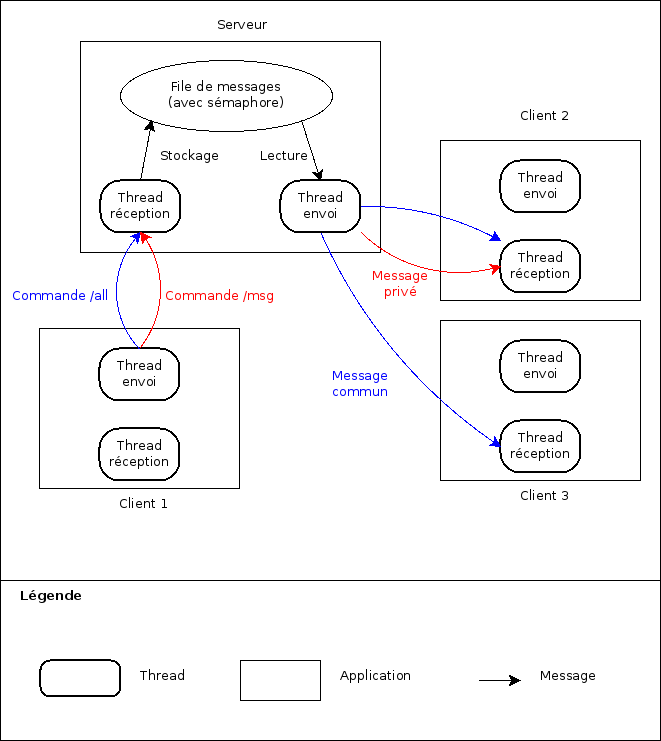 Serveur
File de messages
(avec sémaphore)
Stockage
Lecture
Thread
réception
Thread
envoi
Client 2
Thread
envoi
Thread
réception
Message
privé
Commande /all
Commande /msg
Thread
envoi
Thread
réception
Client 1
Message
commun
Thread
envoi
Thread
réception
Client 3
Légende
Thread
Application
Message